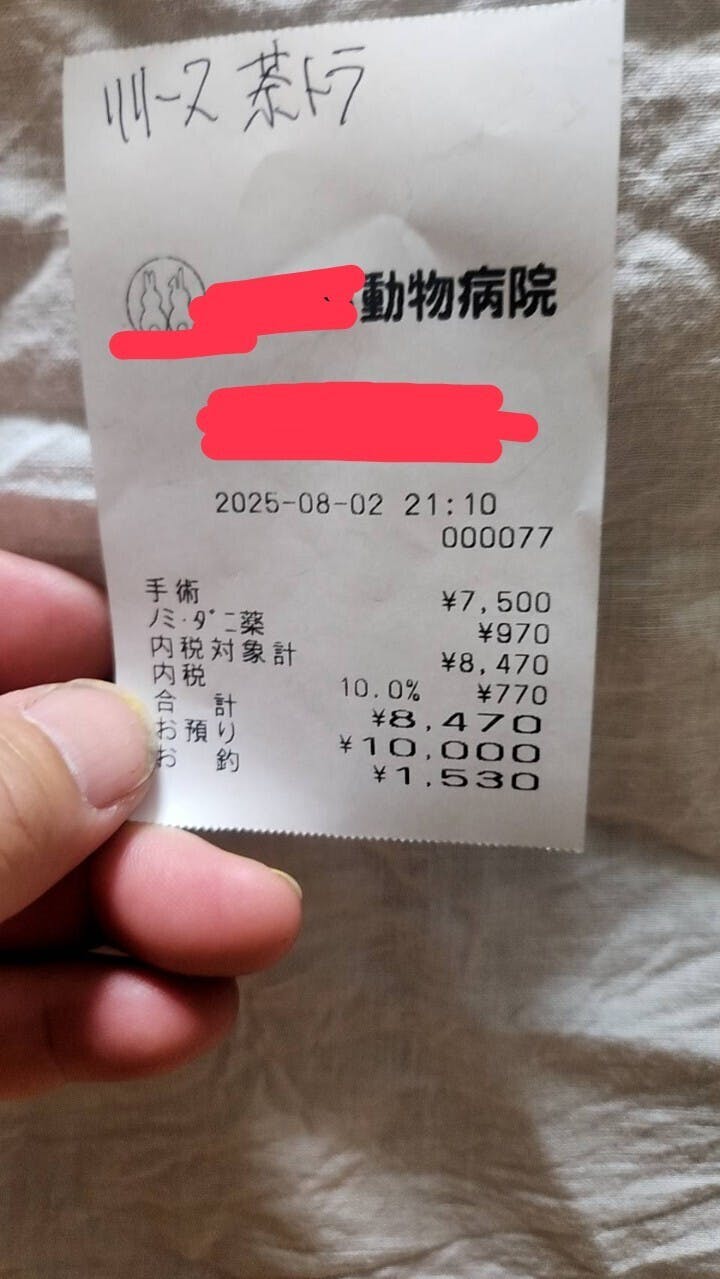 リリース 茶トラ
動物病院
2025-08-02 21:10
000077
手術 ¥7,500
ノミ・ダニ薬 ¥970
内税対象計 ¥8,470
内税 10.0% ¥770
合 計 ¥8,470
お預り ¥10,000
お 釣 ¥1,530